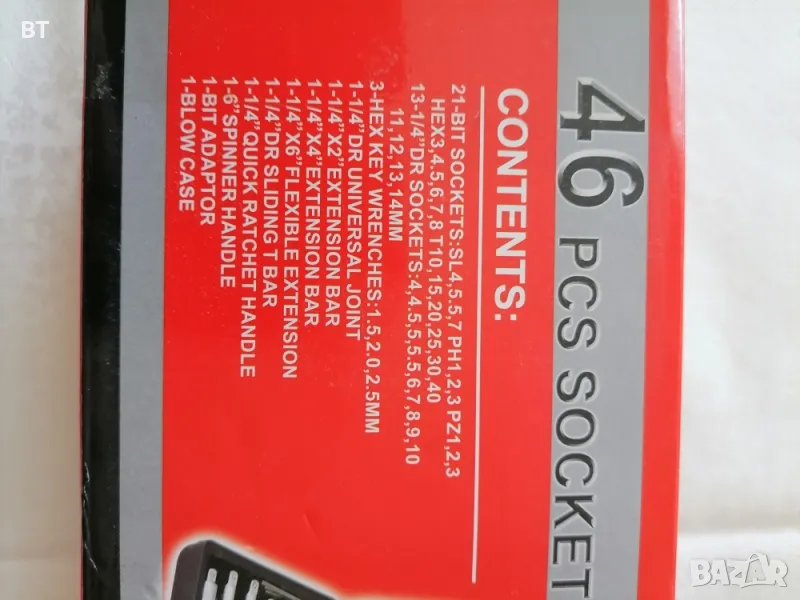 46 PCS SOCKET
CONTENTS:
21-BIT SOCKETS:SL4,5.5,7 PH1,2,3 PZ1,2,3
HEX3,4,5,6,7,8 T10,15,20,25,30,40
13-1/4”DR SOCKETS:4,4.5,5,5.5,6,7,8,9,10
11,12,13,14MM
3-HEX KEY WRENCHES:1.5,2.0,2.5MM
1-1/4”DR UNIVERSAL JOINT
1-1/4”X2”EXTENSION BAR
1-1/4”X4”EXTENSION BAR
1-1/4”X6”FLEXIBLE EXTENSION
1-1/4”DR SLIDING T BAR
1-1/4”QUICK RATCHET HANDLE
1-6”SPINNER HANDLE
1-BIT ADAPTOR
1-BLOW CASE
BT
BAZAR